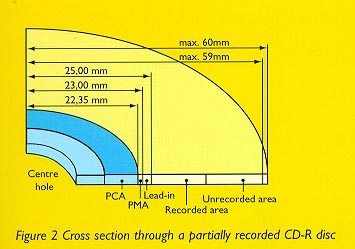 max. 60mm
max. 59mm
25,00 mm
23,00 mm
22,35 mm
Centre
hole
PCA
PMA
Lead-in
Recorded area
Unrecorded area
Figure 2 Cross section through a partially recorded CD-R disc